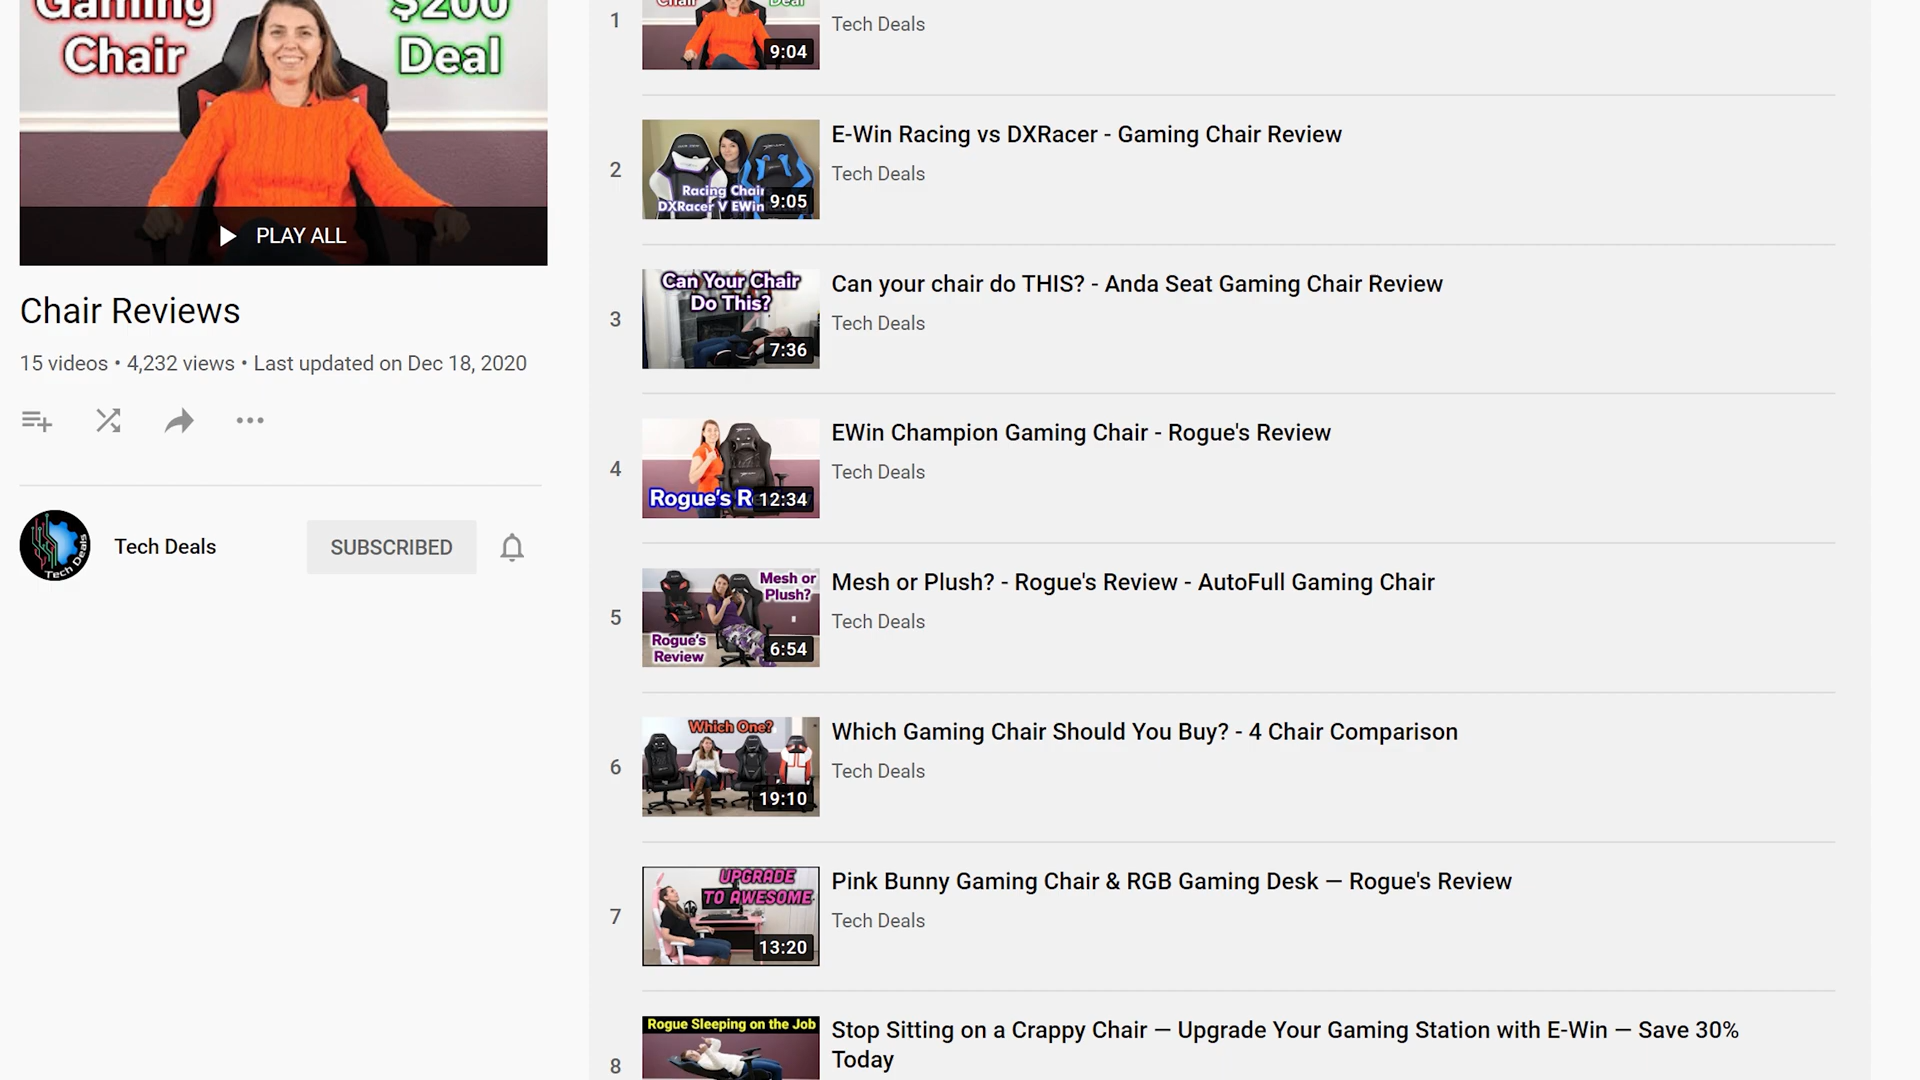 Gaming $200
Chair Deal
PLAY ALL
Chair Reviews
15 videos • 4,232 views • Last updated on Dec 18, 2020
Tech Deals
Tech Deals
SUBSCRIBED
1
Chair Deal
9:04
Tech Deals
2
Racing Chair
DXRacer V EWin
9:05
E-Win Racing vs DXRacer - Gaming Chair Review
Tech Deals
3
Can Your Chair
Do This?
7:36
Can your chair do THIS? - Anda Seat Gaming Chair Review
Tech Deals
4
Rogue's R
12:34
EWin Champion Gaming Chair - Rogue's Review
Tech Deals
5
Mesh or
Plush?
Rogue's
Review
6:54
Mesh or Plush? - Rogue's Review - AutoFull Gaming Chair
Tech Deals
6
Which One?
19:10
Which Gaming Chair Should You Buy? - 4 Chair Comparison
Tech Deals
7
UPGRADE
TO AWESOME
13:20
Pink Bunny Gaming Chair & RGB Gaming Desk — Rogue's Review
Tech Deals
8
Rogue Sleeping on the Job
Stop Sitting on a Crappy Chair — Upgrade Your Gaming Station with E-Win — Save 30%
Today